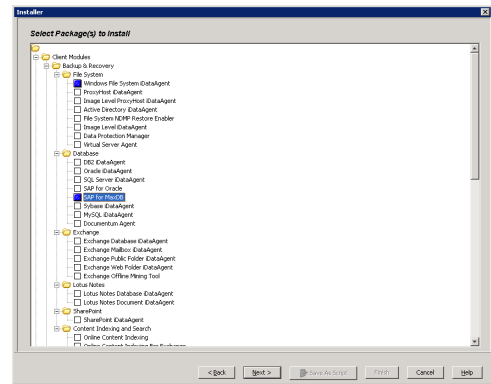 Installer
Select Package(s) to Install
Client Modules
Backup & Recovery
File System
Windows File System iDataAgent
ProxyHost iDataAgent
Image Level ProxyHost iDataAgent
Active Directory iDataAgent
File System NDMP Restore Enabler
Image Level iDataAgent
Data Protection Manager
Virtual Server Agent
Database
DB2 iDataAgent
Oracle iDataAgent
SQL Server iDataAgent
SAP for Oracle
SAP for MaxDB
Sybase iDataAgent
MySQL iDataAgent
Documentum Agent
Exchange
Exchange Database iDataAgent
Exchange Mailbox iDataAgent
Exchange Public Folder iDataAgent
Exchange Web Folder iDataAgent
Exchange Offline Mining Tool
Lotus Notes
Lotus Notes Database iDataAgent
Lotus Notes Document iDataAgent
SharePoint
SharePoint iDataAgent
Content Indexing and Search
Online Content Indexing
Online Content Indexing For Exchange
< Back Next > Save As Script Finish Cancel Help